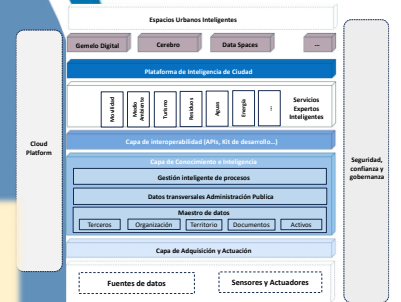 Espacios Urbanos Inteligentes
Gemelo Digital
Cerebro
Data Spaces
...
Plataforma de Inteligencia de Ciudad
Movilidad
Medio
Ambiente
Turismo
Residuos
Aguas
Energía
...
Servicios
Expertos
Inteligentes
Capa de Interoperabilidad (APIs, Kit de desarrollo...)
Capa de Conocimiento e Inteligencia
Gestión inteligente de procesos
Datos transversales Administración Publica
Maestro de datos
Terceros
Organización
Territorio
Documentos
Activos
Capa de Adquisición y Actuación
Fuentes de datos
Sensores y Actuadores
Cloud
Platform
Seguridad,
confianza y
gobernanza